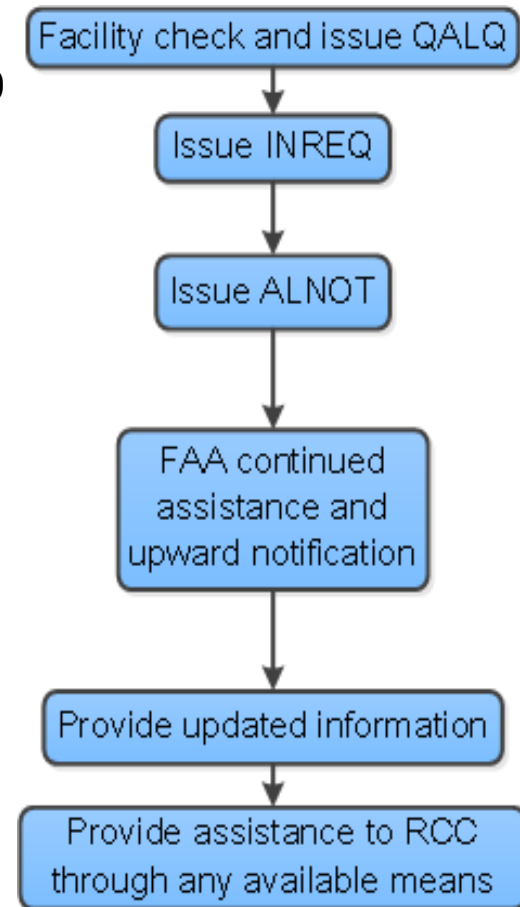 Facility check and issue QALQ
Issue INREQ
Issue ALNOT
FAA continued
assistance and
upward notification
Provide updated information
Provide assistance to RCC
through any available means